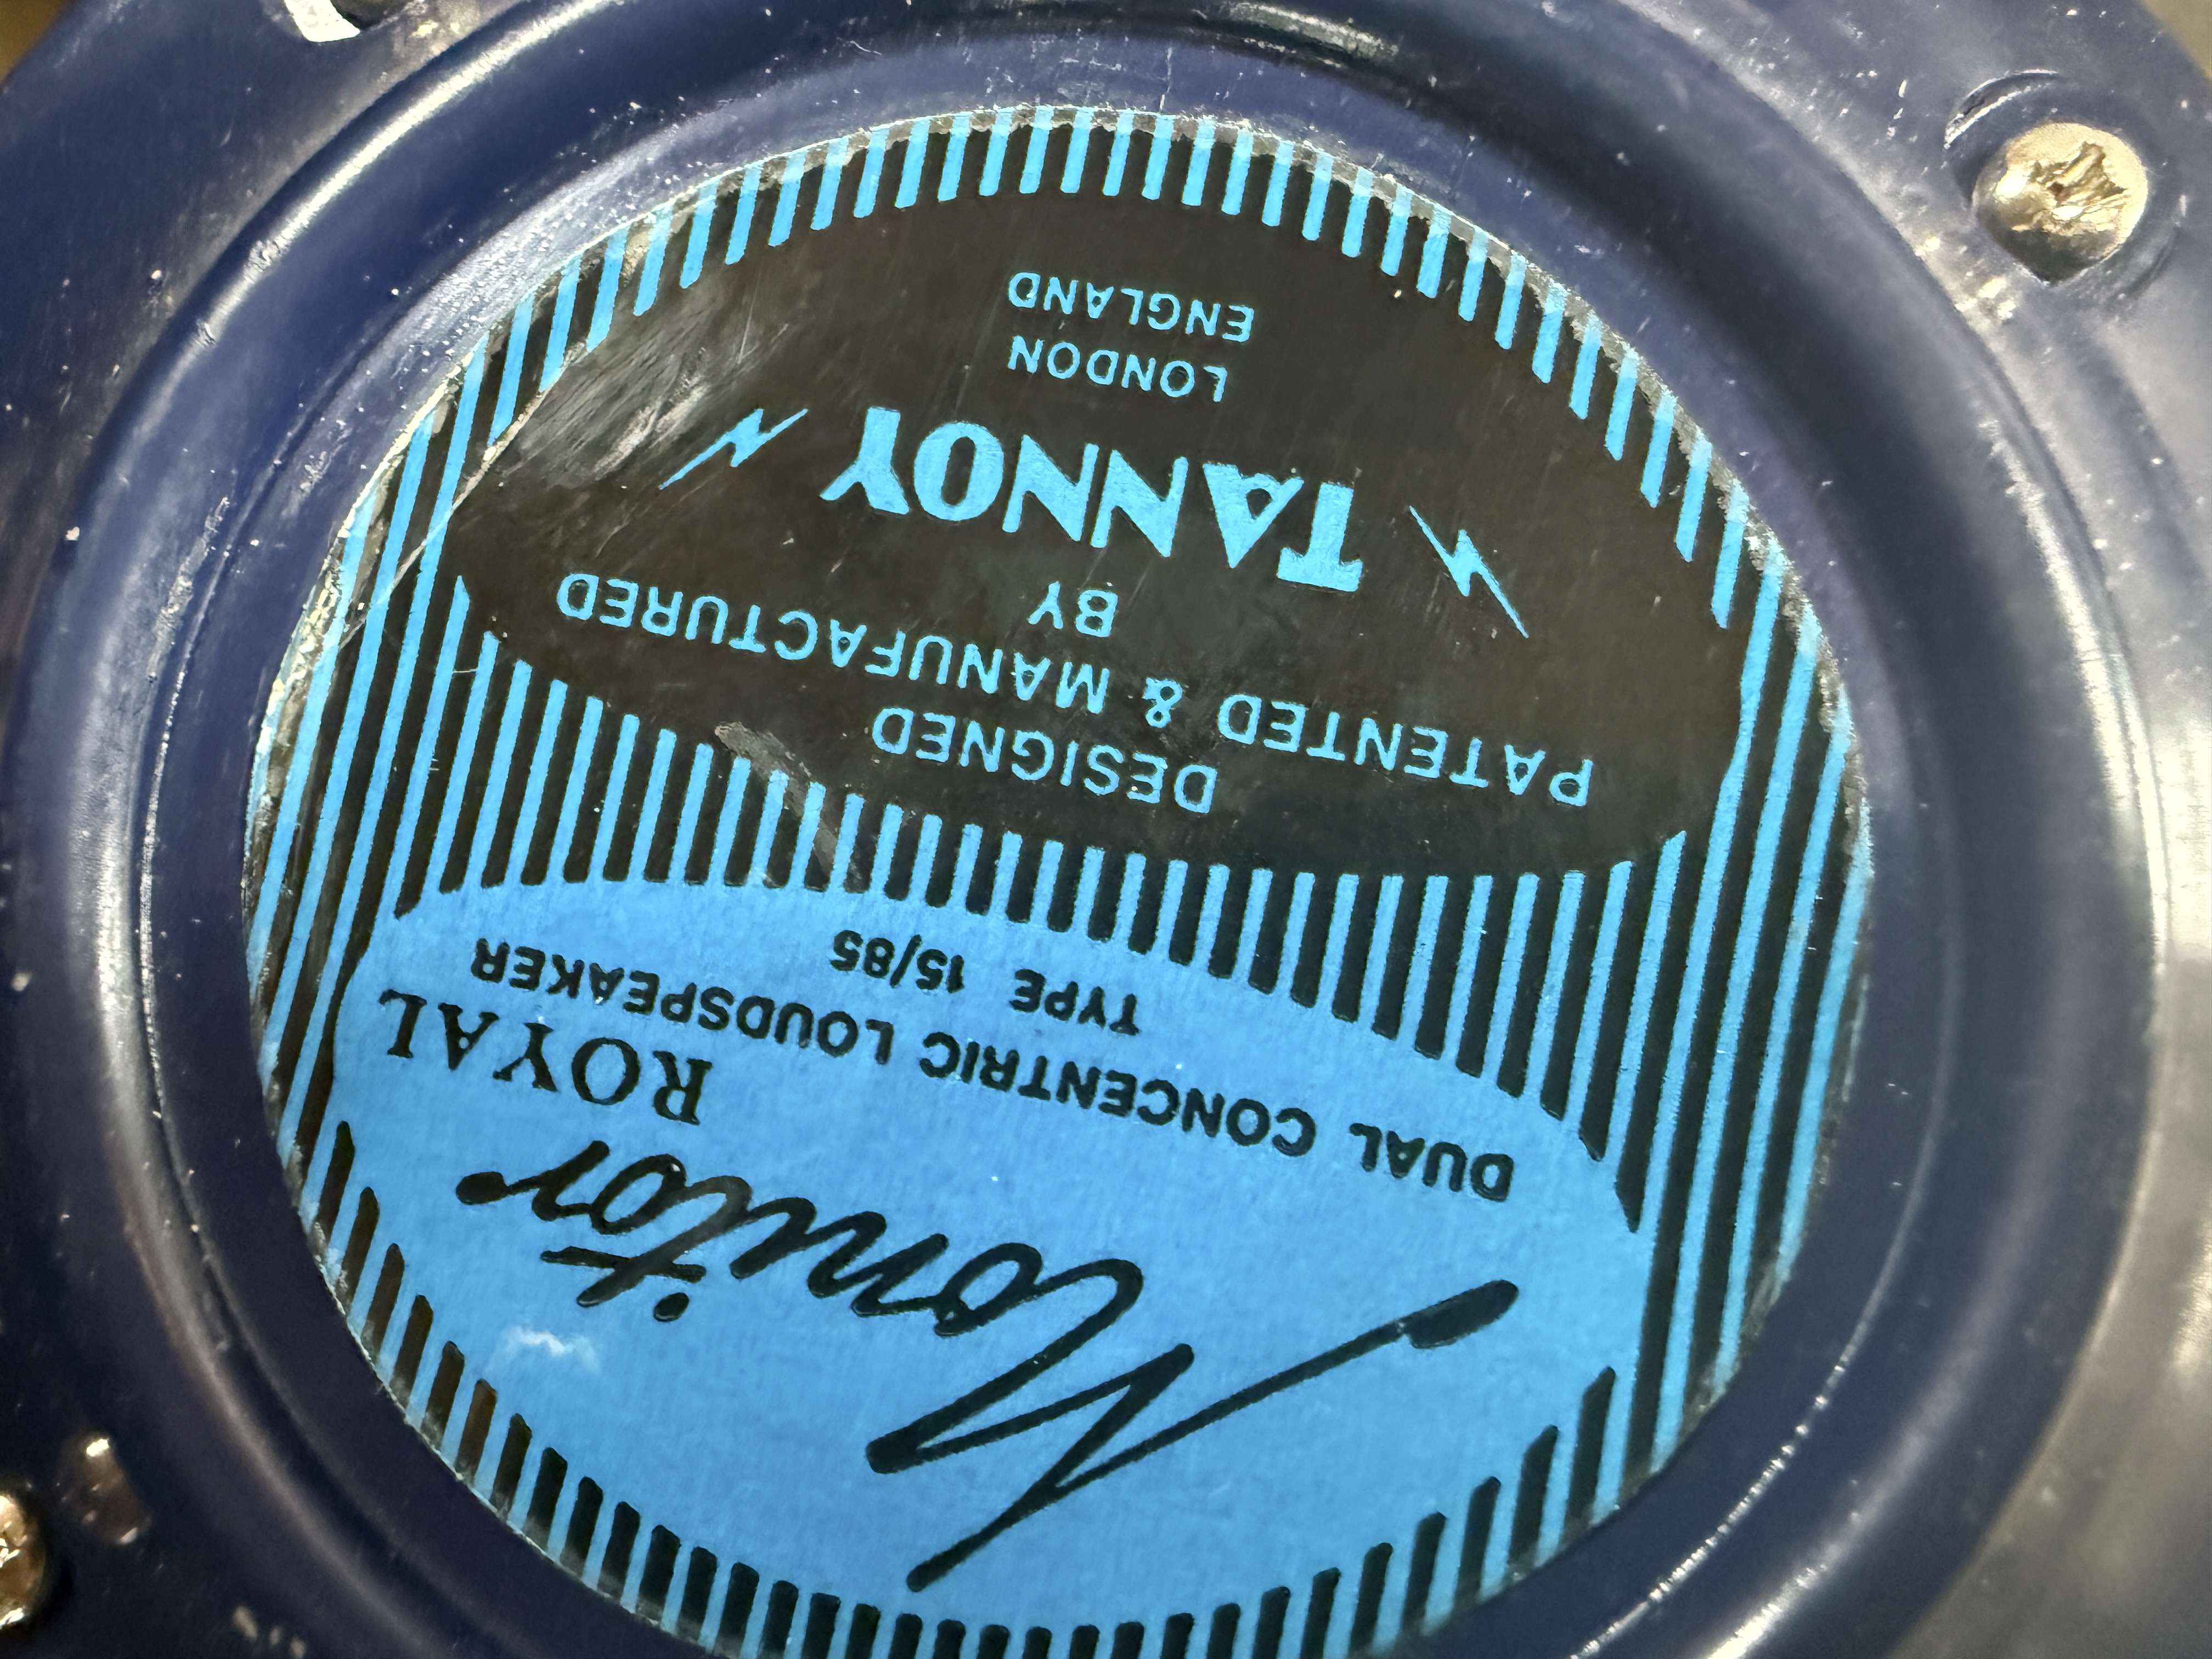 Monitor
ROYAL
DUAL CONCENTRIC LOUDSPEAKER
TYPE 15/85
DESIGNED
PATENTED & MANUFACTURED
BY
TANNOY
LONDON
ENGLAND